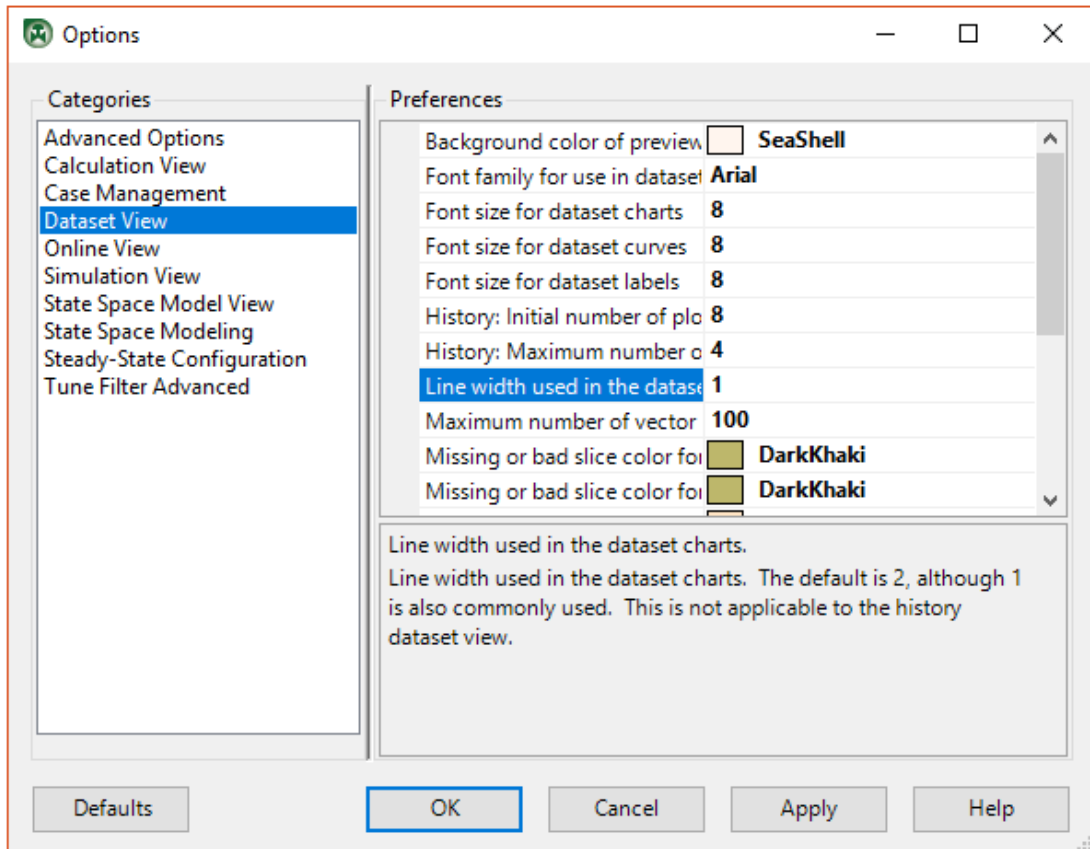 Options
Categories
Preferences
Advanced Options
Calculation View
Case Management
Dataset View
Online View
Simulation View
State Space Model View
State Space Modeling
Steady-State Configuration
Tune Filter Advanced
Background color of preview SeaShell
Font family for use in dataset Arial
Font size for dataset charts 8
Font size for dataset curves 8
Font size for dataset labels 8
History: Initial number of plo 8
History: Maximum number o 4
Line width used in the datase 1
Maximum number of vector 100
Missing or bad slice color for DarkKhaki
Missing or bad slice color for DarkKhaki
Line width used in the dataset charts.
Line width used in the dataset charts. The default is 2, although 1
is also commonly used. This is not applicable to the history
dataset view.
Defaults
OK
Cancel
Apply
Help